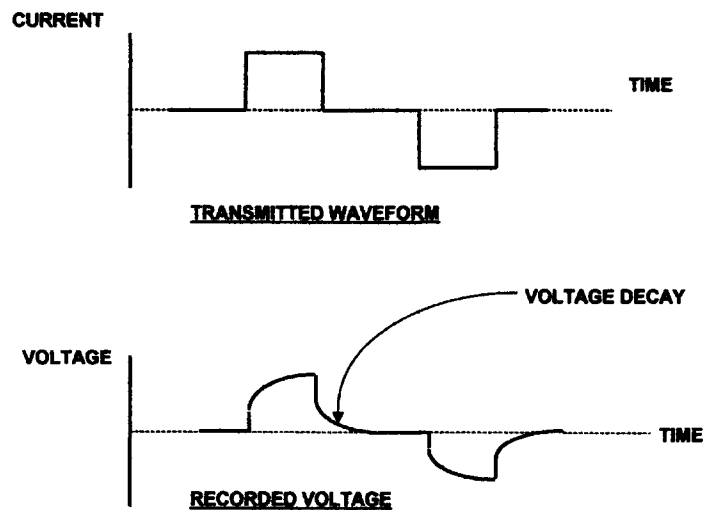 CURRENT
TIME
TRANSMITTED WAVEFORM
VOLTAGE DECAY
VOLTAGE
TIME
RECORDED VOLTAGE